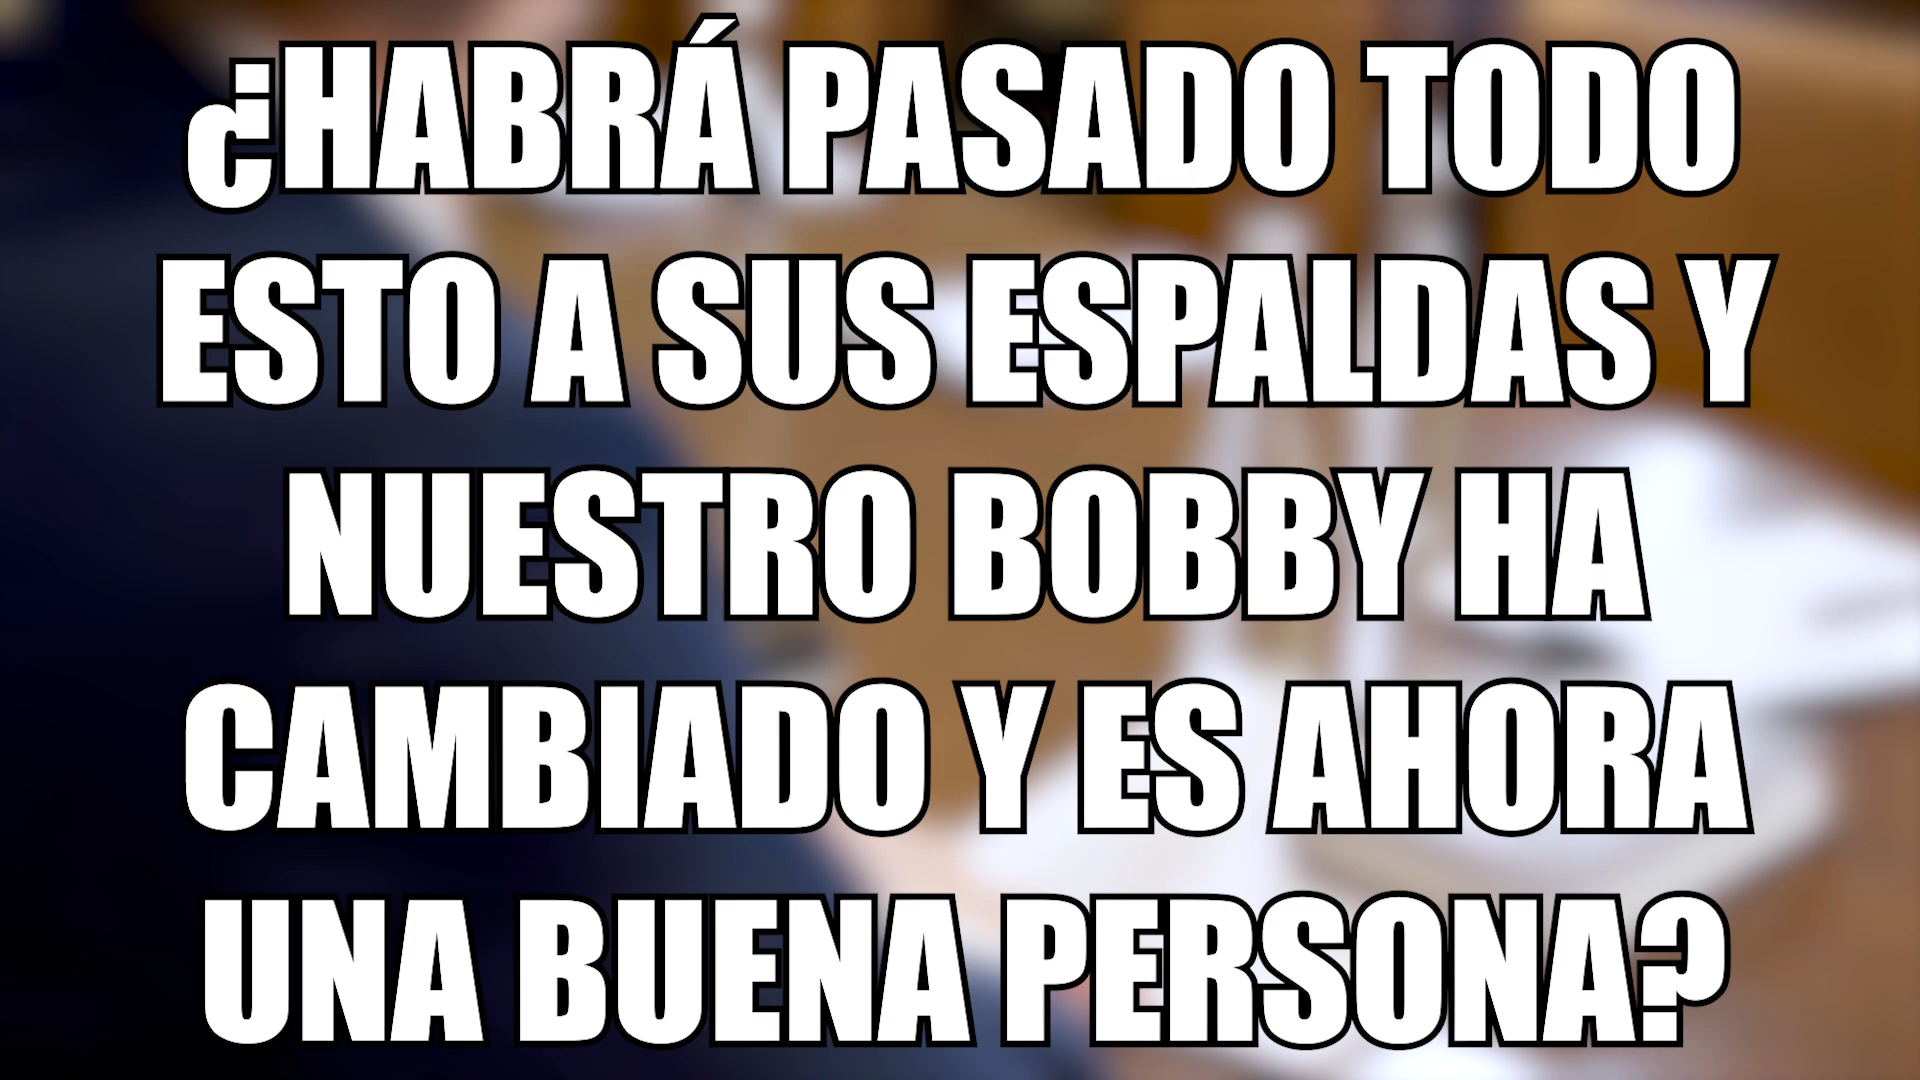 ¿HABRÁ PASADO TODO
ESTO A SUS ESPALDAS Y
NUESTRO BOBBY HA
CAMBIADO Y ES AHORA
UNA BUENA PERSONA?